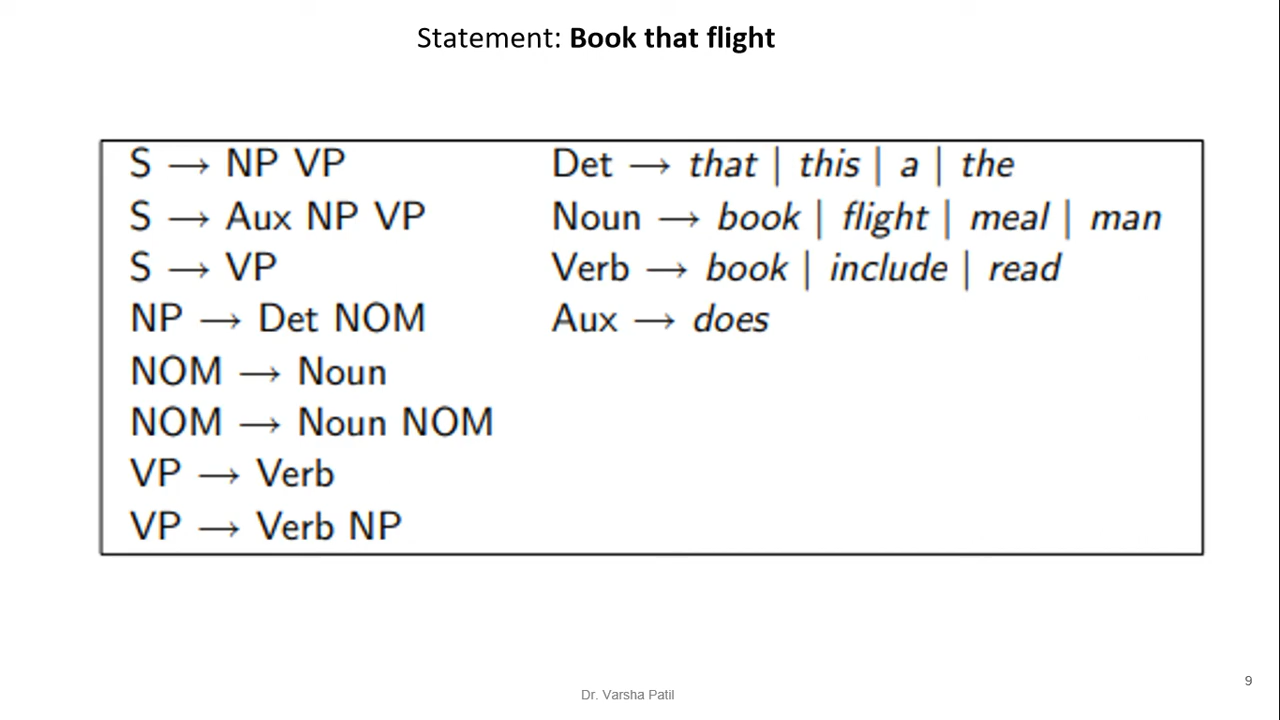 Statement: Book that flight
S → NP VP
S → Aux NP VP
S → VP
NP → Det NOM
NOM → Noun
NOM → Noun NOM
VP → Verb
VP → Verb NP
Det → that | this | a | the
Noun → book | flight | meal | man
Verb → book | include | read
Aux → does
Dr. Varsha Patil
9